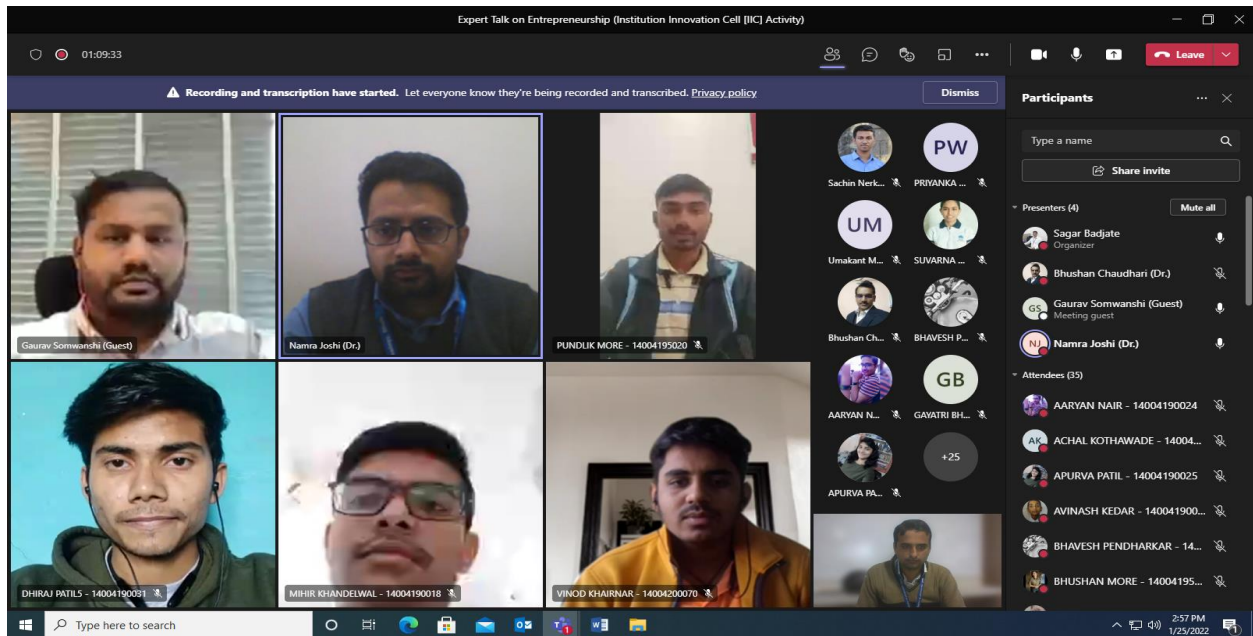 Expert Talk on Entrepreneurship (Institution Innovation Cell [IIC] Activity)
01:09:33
Leave
Recording and transcription have started. Let everyone know they're being recorded and transcribed. Privacy policy
Dismiss
Gaurav Somwanshi (Guest)
Namra Joshi (Dr.)
PUNDLIK MORE - 14004195020
DHIRAJ PATIL5 - 14004190031
MIHIR KHANDELWAL - 14004190018
VINOD KHAIRNAR - 14004200070
Sachin Nerk...
PW
PRIYANKA ...
UM
Umakant M...
SUVARNA ...
Bhushan Ch...
BHAVESH P...
AARYAN N...
GB
GAYATRI BH...
APURVA PA...
+25
Participants
Type a name
Share invite
Presenters (4)
Mute all
Sagar Badjate
Organizer
Bhushan Chaudhari (Dr.)
GS
Gaurav Somwanshi (Guest)
Meeting guest
NJ
Namra Joshi (Dr.)
Attendees (35)
AARYAN NAIR - 14004190024
AK
ACHAL KOTHAWADE - 14004...
APURVA PATIL - 14004190025
AVINASH KEDAR - 140041900...
BHAVESH PENDHARKAR - 14...
BHUSHAN MORE - 14004195...
Type here to search
2:57 PM
1/25/2022